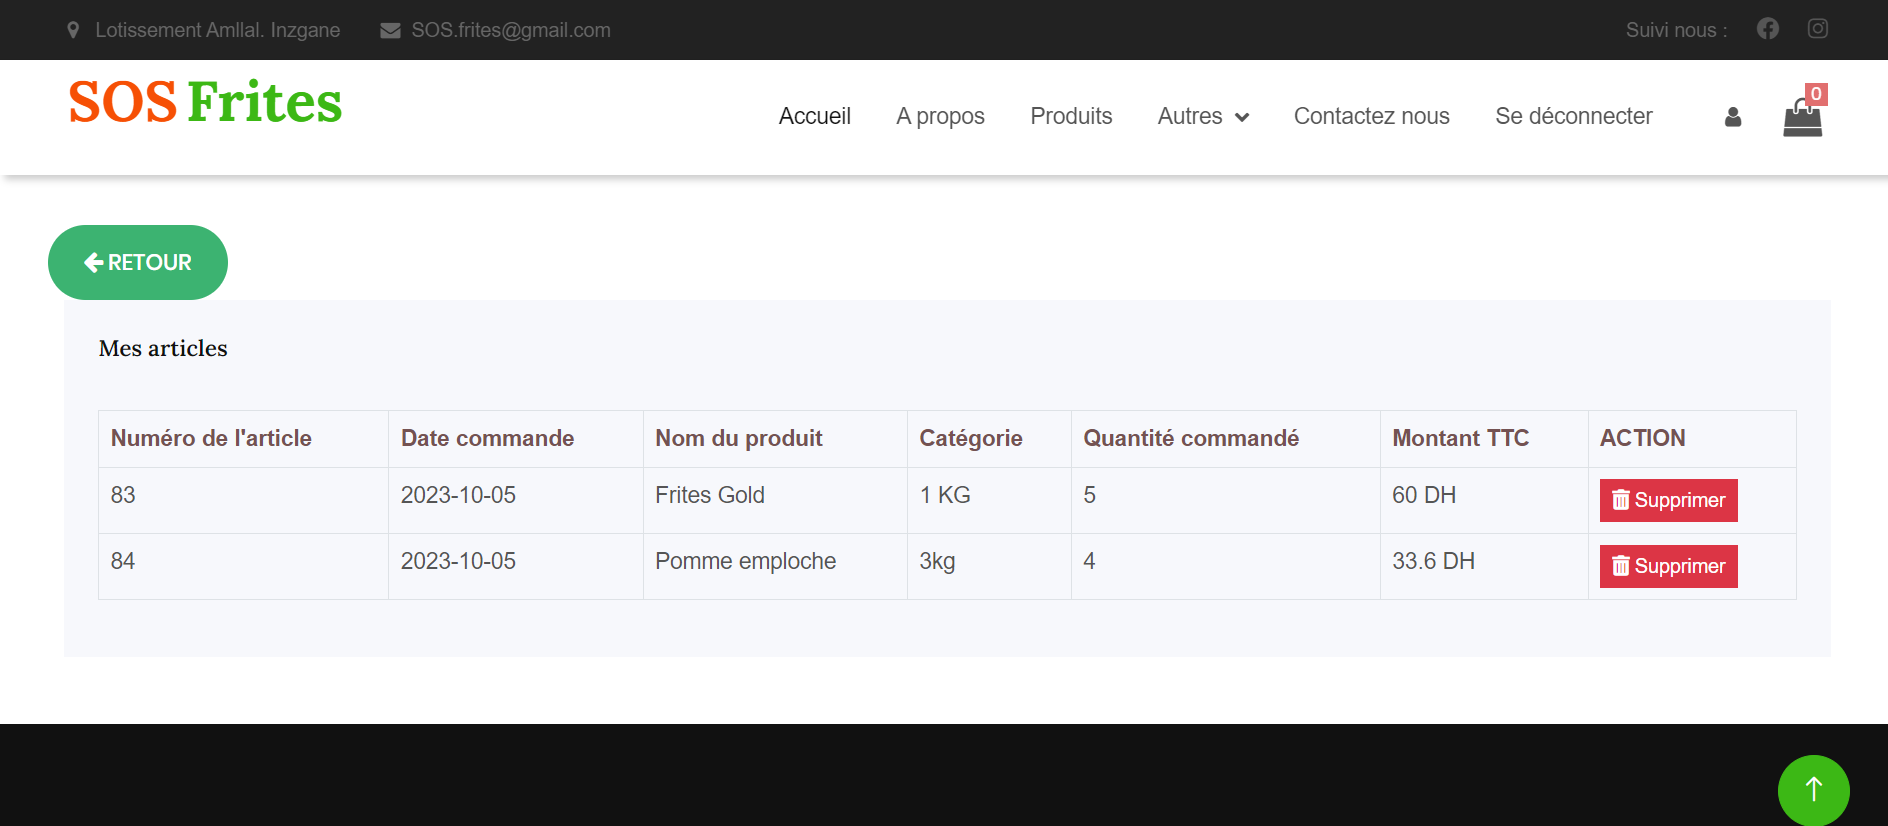 Lotissement Amllal. Inzgane SOS.frites@gmail.com Suivi nous :
SOS Frites
Accueil A propos Produits Autres Contactez nous Se déconnecter 0
RETOUR
Mes articles
Numéro de l'article Date commande Nom du produit Catégorie Quantité commandé Montant TTC ACTION
83 2023-10-05 Frites Gold 1 KG 5 60 DH Supprimer
84 2023-10-05 Pomme emploche 3kg 4 33.6 DH Supprimer